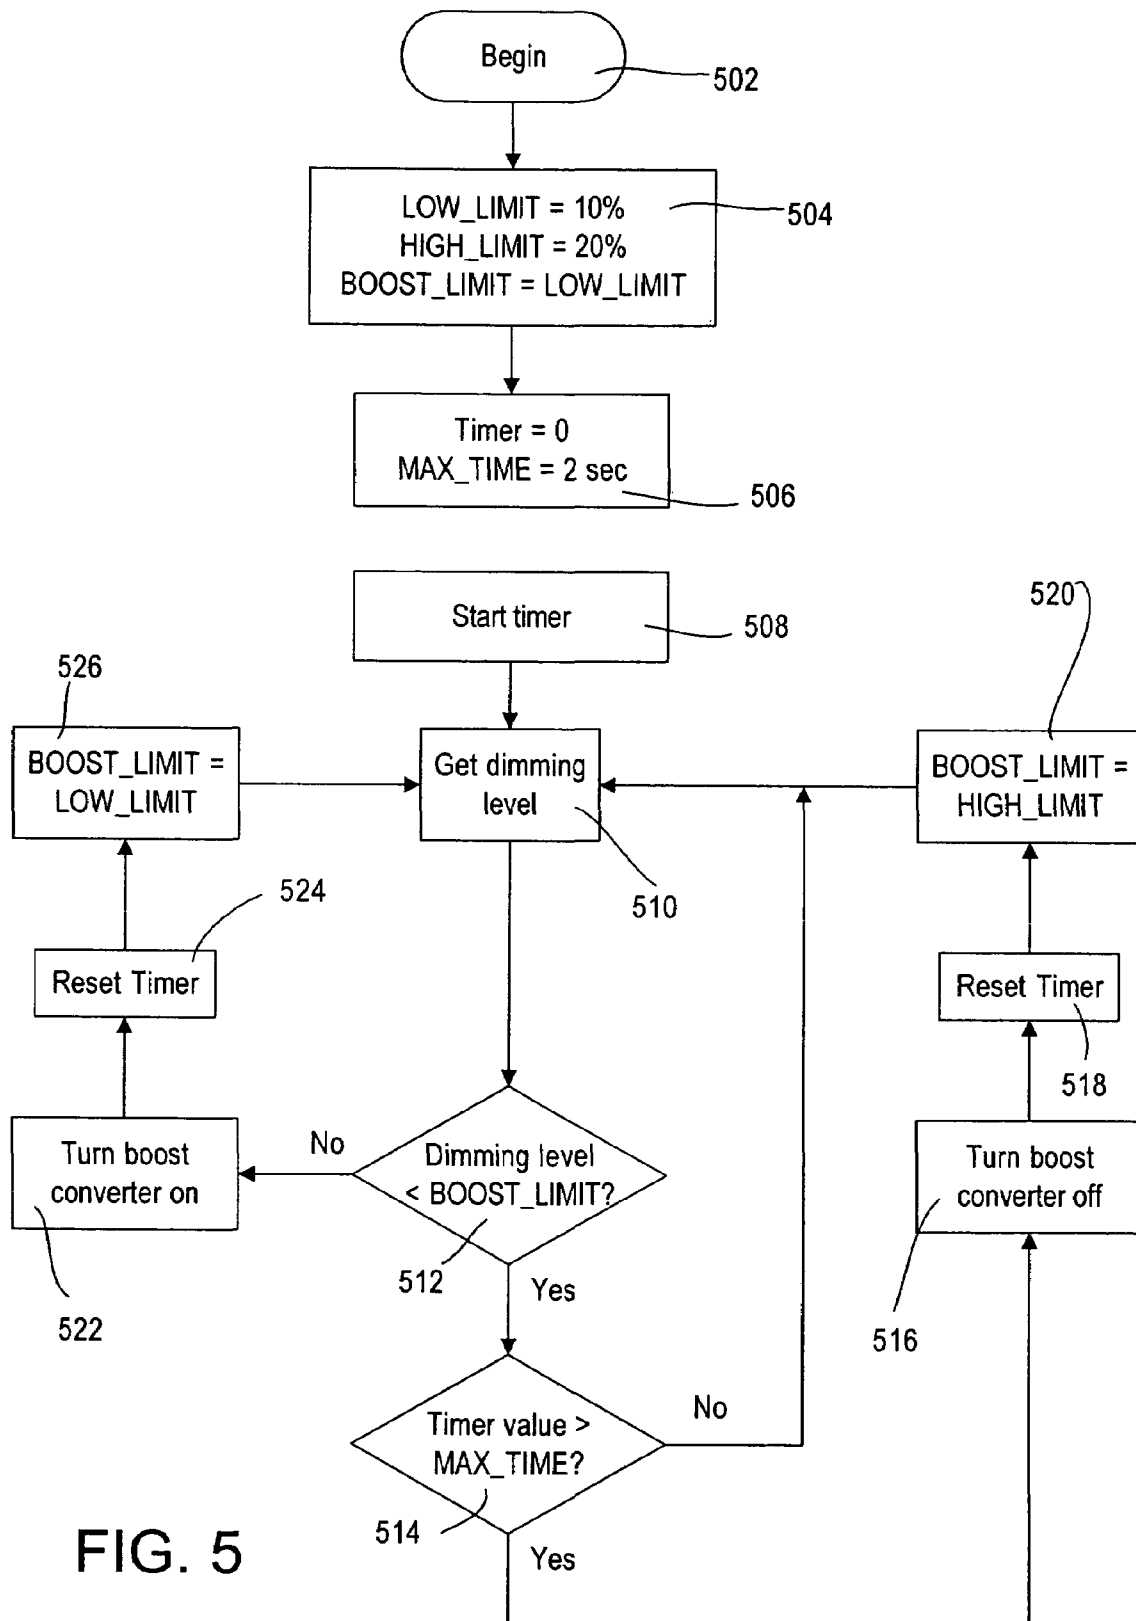 Begin
502
LOW_LIMIT = 10%
HIGH_LIMIT = 20%
BOOST_LIMIT = LOW_LIMIT
504
Timer = 0
MAX_TIME = 2 sec
506
Start timer
508
520
526
BOOST_LIMIT =
LOW_LIMIT
Get dimming
level
510
BOOST_LIMIT =
HIGH_LIMIT
524
Reset Timer
Reset Timer
518
Turn boost
converter on
522
No
Dimming level
< BOOST_LIMIT?
512
Yes
Turn boost
converter off
516
Timer value >
MAX_TIME?
514
No
Yes
FIG. 5